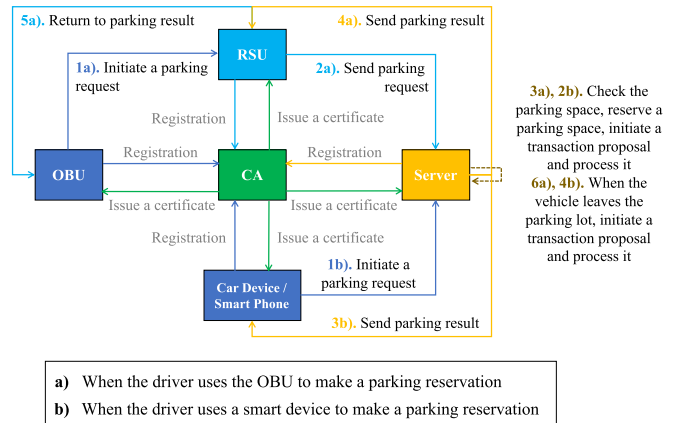 5a). Return to parking result
4a). Send parking result
RSU
1a). Initiate a parking
request
2a). Send parking
request
Registration
Issue a certificate
3a), 2b). Check the
parking space, reserve a
parking space, initiate a
transaction proposal
and process it
6a), 4b). When the
vehicle leaves the
parking lot, initiate a
transaction proposal
and process it
OBU
Registration
CA
Registration
Server
Issue a certificate
Issue a certificate
Registration
Issue a certificate
Car Device /
Smart Phone
1b). Initiate a
parking request
3b). Send parking result
a) When the driver uses the OBU to make a parking reservation
b) When the driver uses a smart device to make a parking reservation